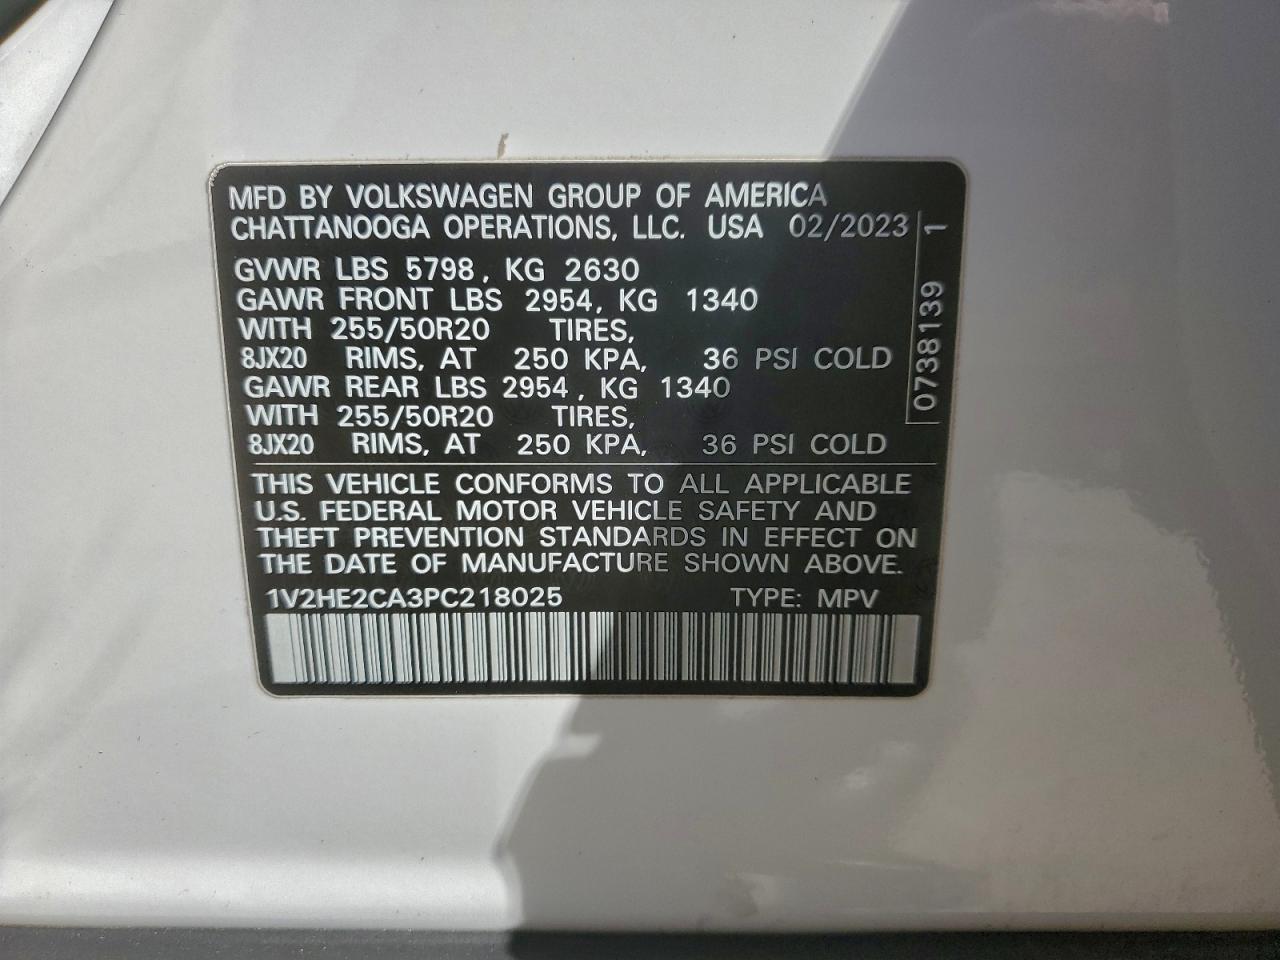 MFD BY VOLKSWAGEN GROUP OF AMERICA
CHATTANOOGA OPERATIONS, LLC. USA 02/2023
GVWR LBS 5798, KG 2630
GAWR FRONT LBS 2954, KG 1340
WITH 255/50R20 TIRES,
8JX20 RIMS, AT 250 KPA, 36 PSI COLD
GAWR REAR LBS 2954, KG 1340
WITH 255/50R20 TIRES,
8JX20 RIMS, AT 250 KPA, 36 PSI COLD
THIS VEHICLE CONFORMS TO ALL APPLICABLE
U.S. FEDERAL MOTOR VEHICLE SAFETY AND
THEFT PREVENTION STANDARDS IN EFFECT ON
THE DATE OF MANUFACTURE SHOWN ABOVE.
1V2HE2CA3PC218025 TYPE: MPV
0738139 1